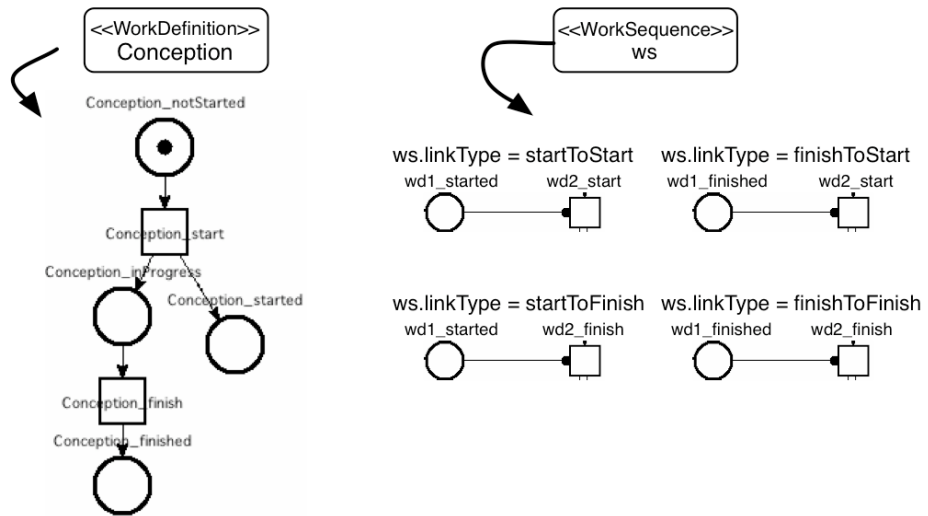 <<WorkDefinition>>
Conception
Conception_notStarted
Conception_start
Conception_inProgress
Conception_started
Conception_finish
Conception_finished
<<WorkSequence>>
ws
ws.linkType = startToStart
wd1_started
wd2_start
ws.linkType = finishToStart
wd1_finished
wd2_start
ws.linkType = startToFinish
wd1_started
wd2_finish
ws.linkType = finishToFinish
wd1_finished
wd2_finish